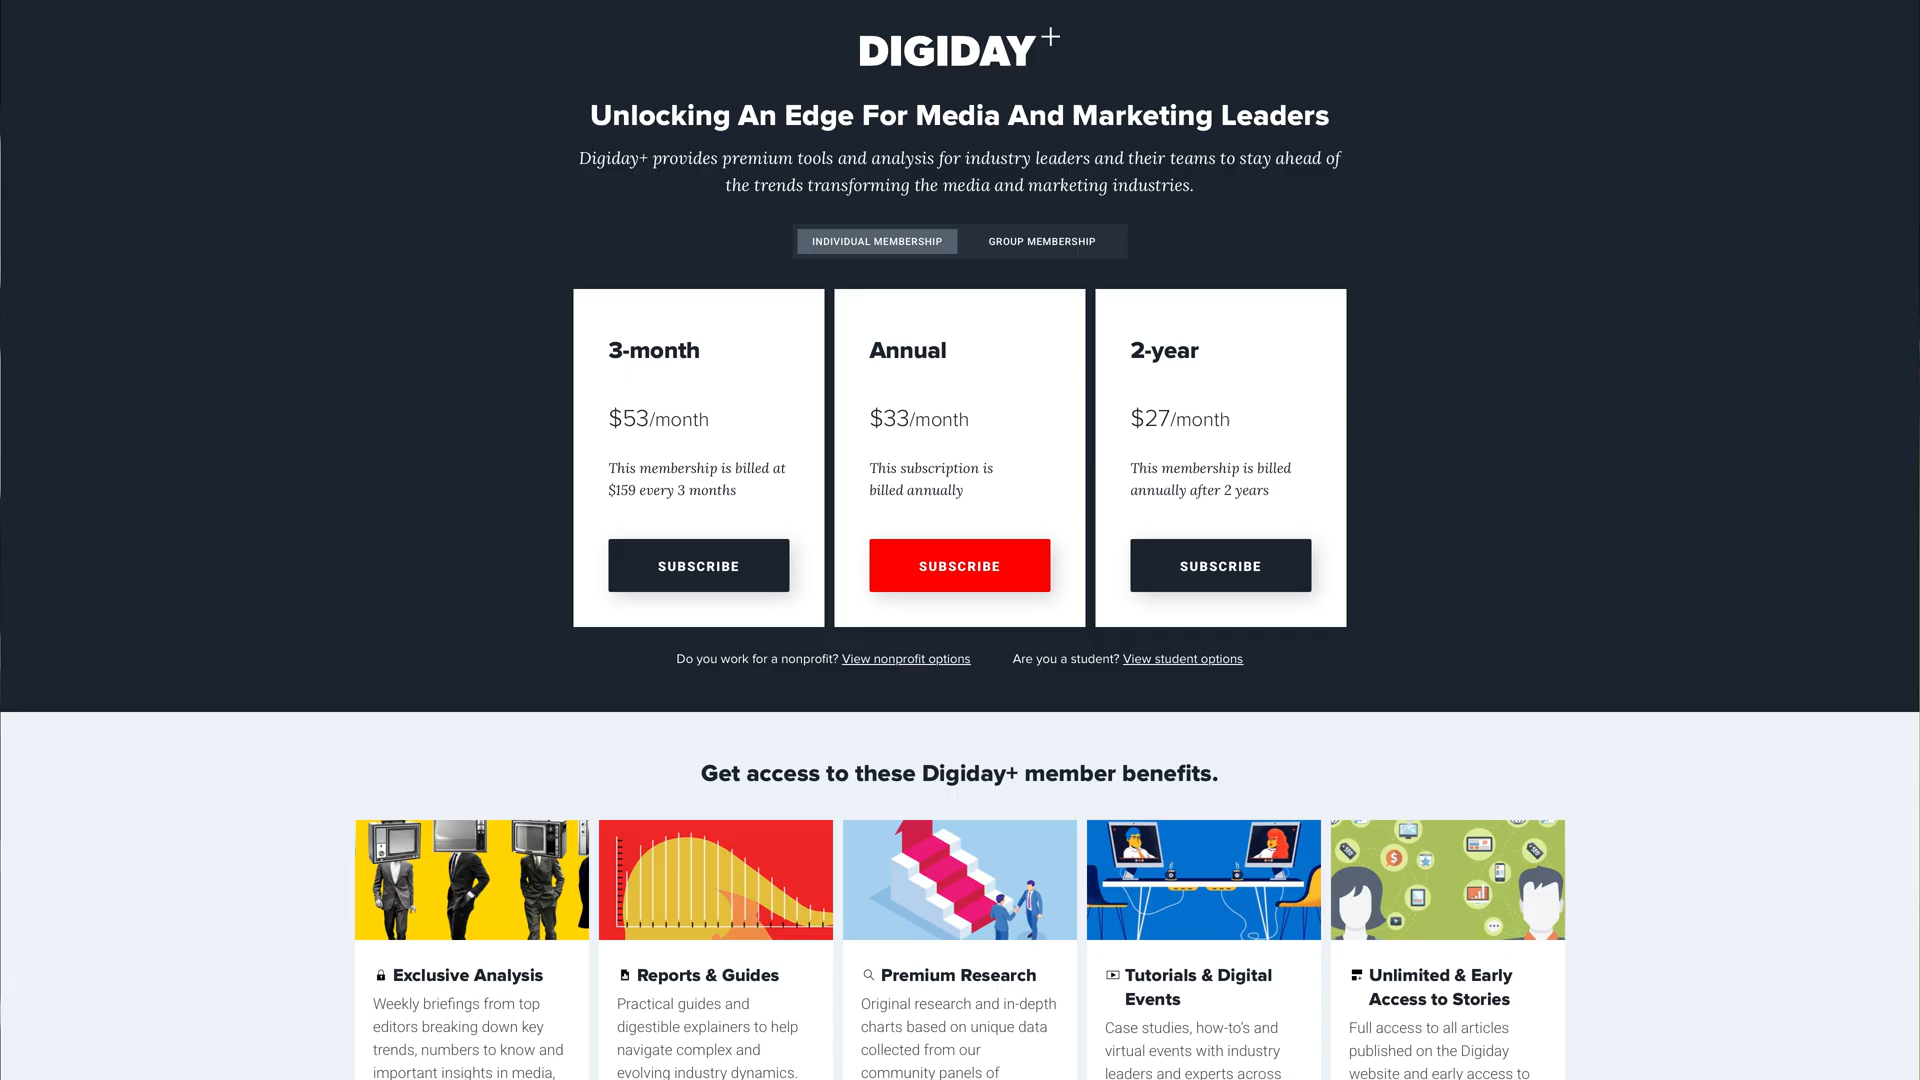 DIGIDAY+
Unlocking An Edge For Media And Marketing Leaders
Digiday+ provides premium tools and analysis for industry leaders and their teams to stay ahead of
the trends transforming the media and marketing industries.
INDIVIDUAL MEMBERSHIP
GROUP MEMBERSHIP
3-month
$53/month
This membership is billed at
$159 every 3 months
SUBSCRIBE
Annual
$33/month
This subscription is
billed annually
SUBSCRIBE
2-year
$27/month
This membership is billed
annually after 2 years
SUBSCRIBE
Do you work for a nonprofit? View nonprofit options
Are you a student? View student options
Get access to these Digiday+ member benefits.
Exclusive Analysis
Weekly briefings from top
editors breaking down key
trends, numbers to know and
important insights in media,
Reports & Guides
Practical guides and
digestible explainers to help
navigate complex and
evolving industry dynamics.
Premium Research
Original research and in-depth
charts based on unique data
collected from our
community panels of
Tutorials & Digital
Events
Case studies, how-to's and
virtual events with industry
leaders and experts across
Unlimited & Early
Access to Stories
Full access to all articles
published on the Digiday
website and early access to